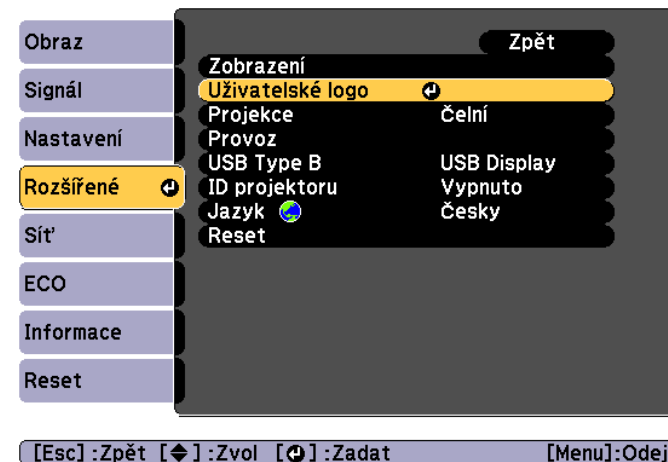 Obraz
Signál
Nastavení
Rozšířené
Síť
ECO
Informace
Reset
Zpět
Zobrazení
Uživatelské logo
Projekce Čelní
Provoz
USB Type B USB Display
ID projektoru Vypnuto
Jazyk Česky
Reset
[Esc] :Zpět [◆] :Zvol [⏎] :Zadat [Menu]:Odej